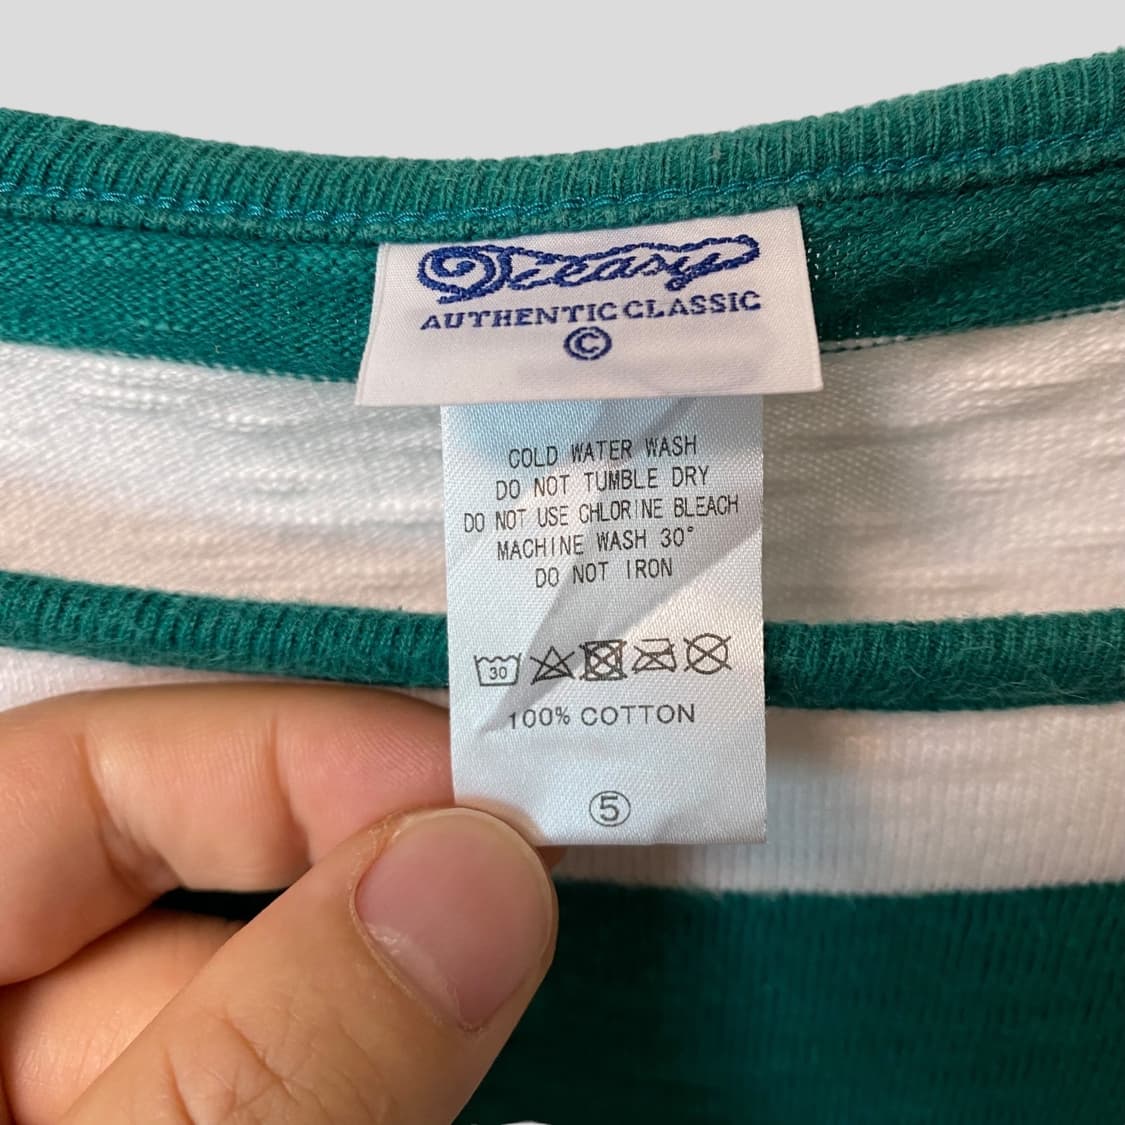 AUTHENTIC CLASSIC
©
COLD WATER WASH
DO NOT TUMBLE DRY
DO NOT USE CHLORINE BLEACH
MACHINE WASH 30°
DO NOT IRON
30
100% COTTON
⑤